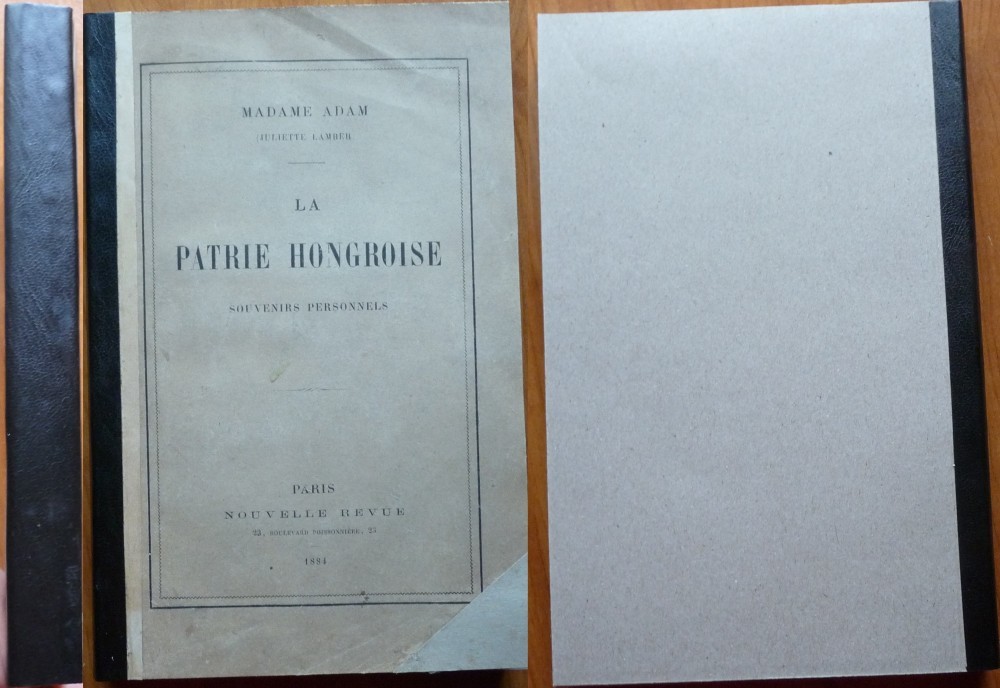 MADAME ADAM
(JULIETTE LAMBER)
LA
PATRIE HONGROISE
SOUVENIRS PERSONNELS
PARIS
NOUVELLE REVUE
23, BOULEVARD POISSONNIÈRE, 23
1884